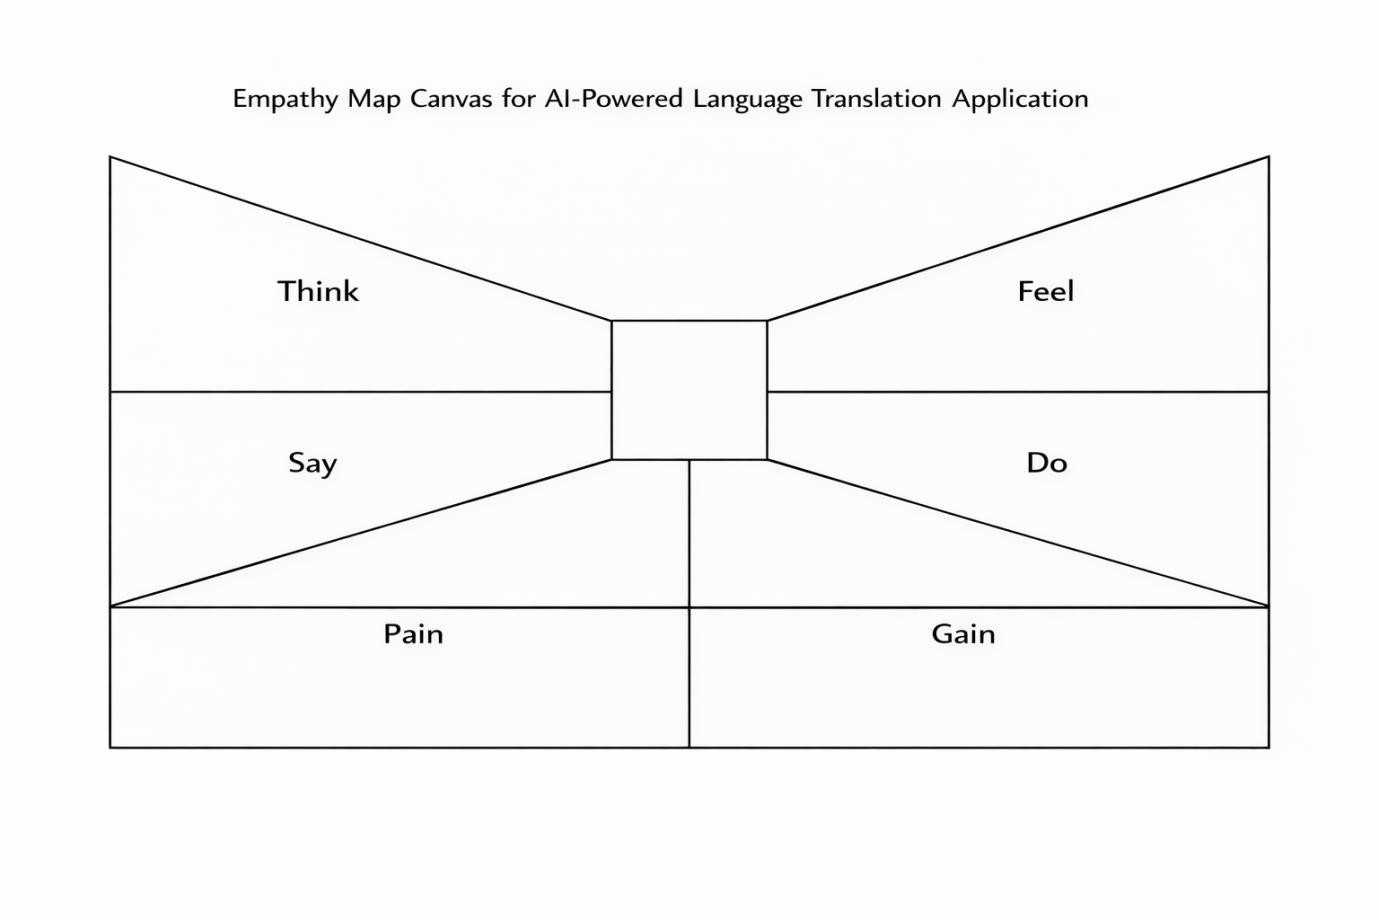 Empathy Map Canvas for AI-Powered Language Translation Application
Think
Feel
Say
Do
Pain
Gain